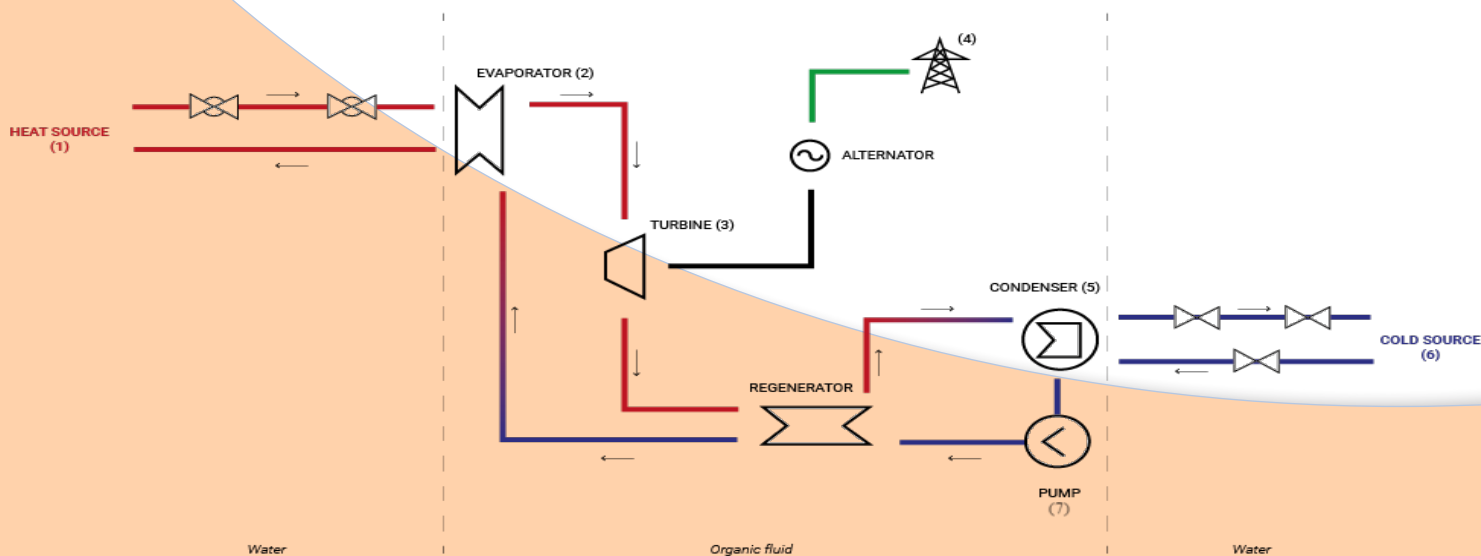 (4)
EVAPORATOR (2)
HEAT SOURCE
(1)
ALTERNATOR
TURBINE (3)
CONDENSER (5)
COLD SOURCE
(6)
REGENERATOR
PUMP
(7)
Water
Organic fluid
Water